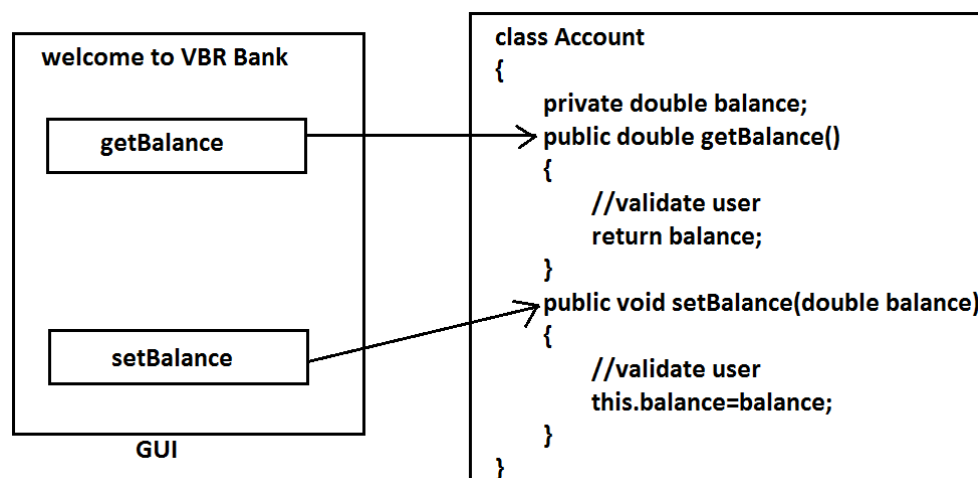 welcome to VBR Bank
getBalance
setBalance
GUI
class Account
{
private double balance;
public double getBalance()
{
//validate user
return balance;
}
public void setBalance(double balance)
{
//validate user
this.balance=balance;
}
}